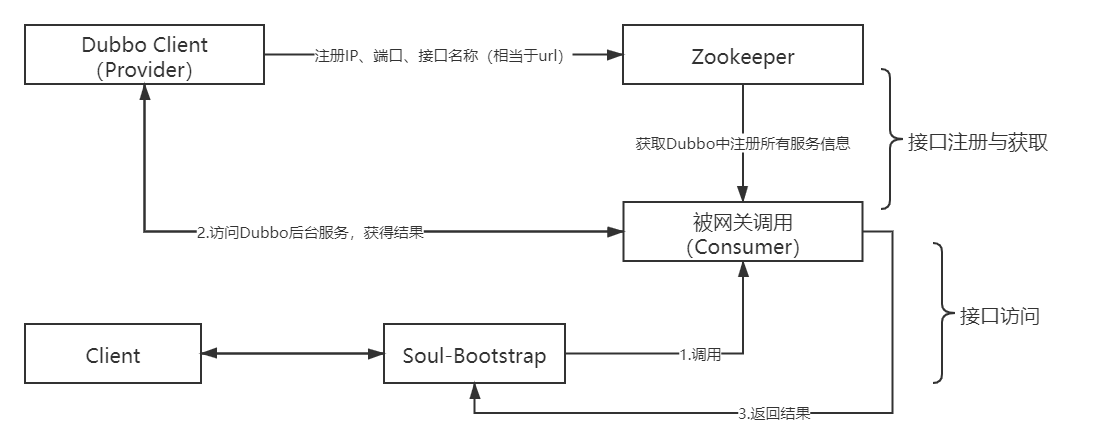 Dubbo Client
（Provider）
注册IP、端口、接口名称（相当于url）
Zookeeper
获取Dubbo中注册所有服务信息
接口注册与获取
2.访问Dubbo后台服务，获得结果
被网关调用
（Consumer）
接口访问
Client
Soul-Bootstrap
1.调用
3.返回结果